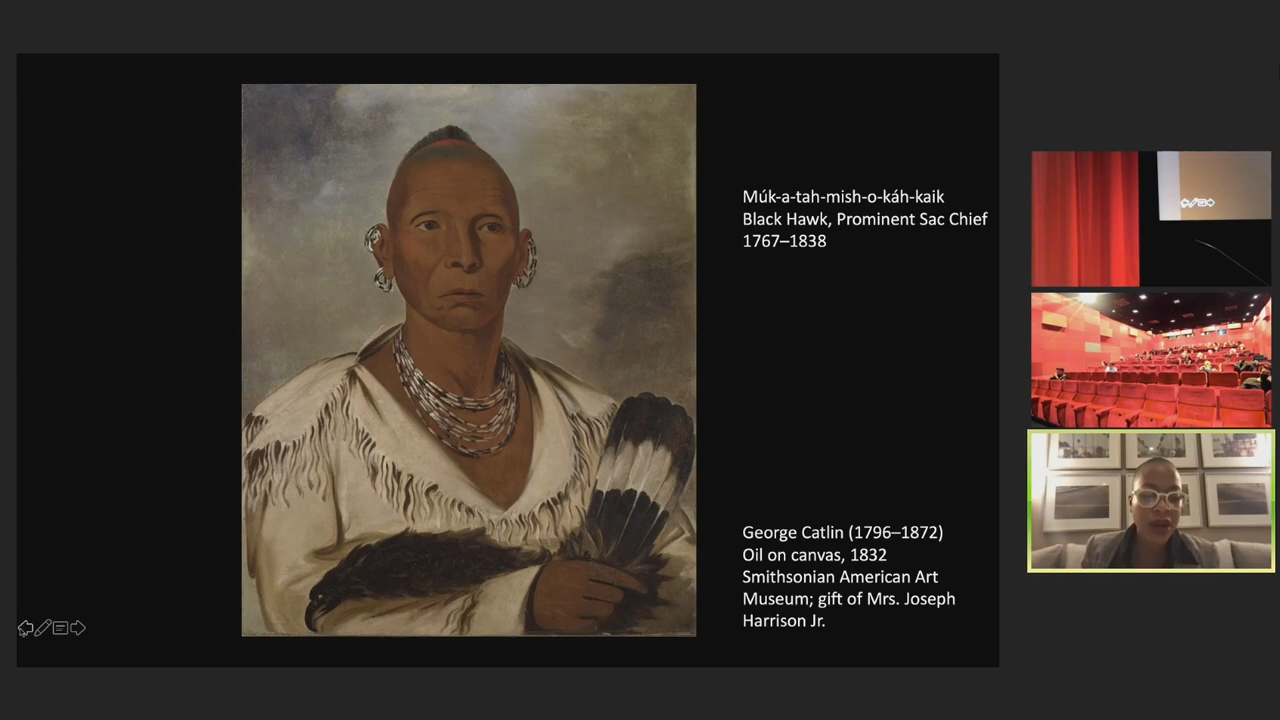 Múk-a-tah-mish-o-káh-kaik
Black Hawk, Prominent Sac Chief
1767–1838
George Catlin (1796–1872)
Oil on canvas, 1832
Smithsonian American Art
Museum; gift of Mrs. Joseph
Harrison Jr.